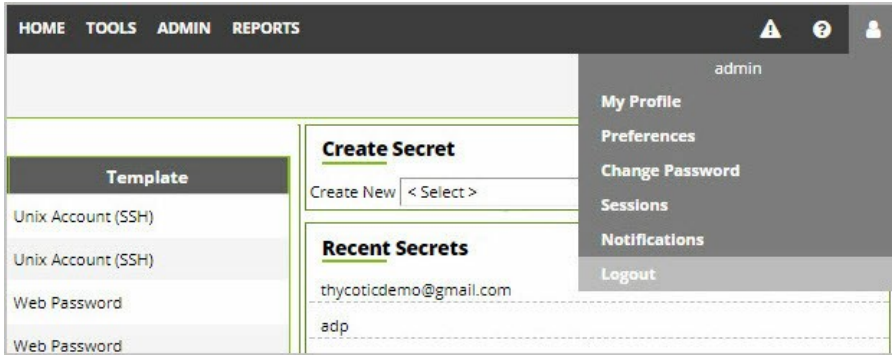 HOME TOOLS ADMIN REPORTS
admin
My Profile
Preferences
Change Password
Sessions
Notifications
Logout
Template
Unix Account (SSH)
Unix Account (SSH)
Web Password
Web Password
Create Secret
Create New < Select >
Recent Secrets
thycoticdemo@gmail.com
adp